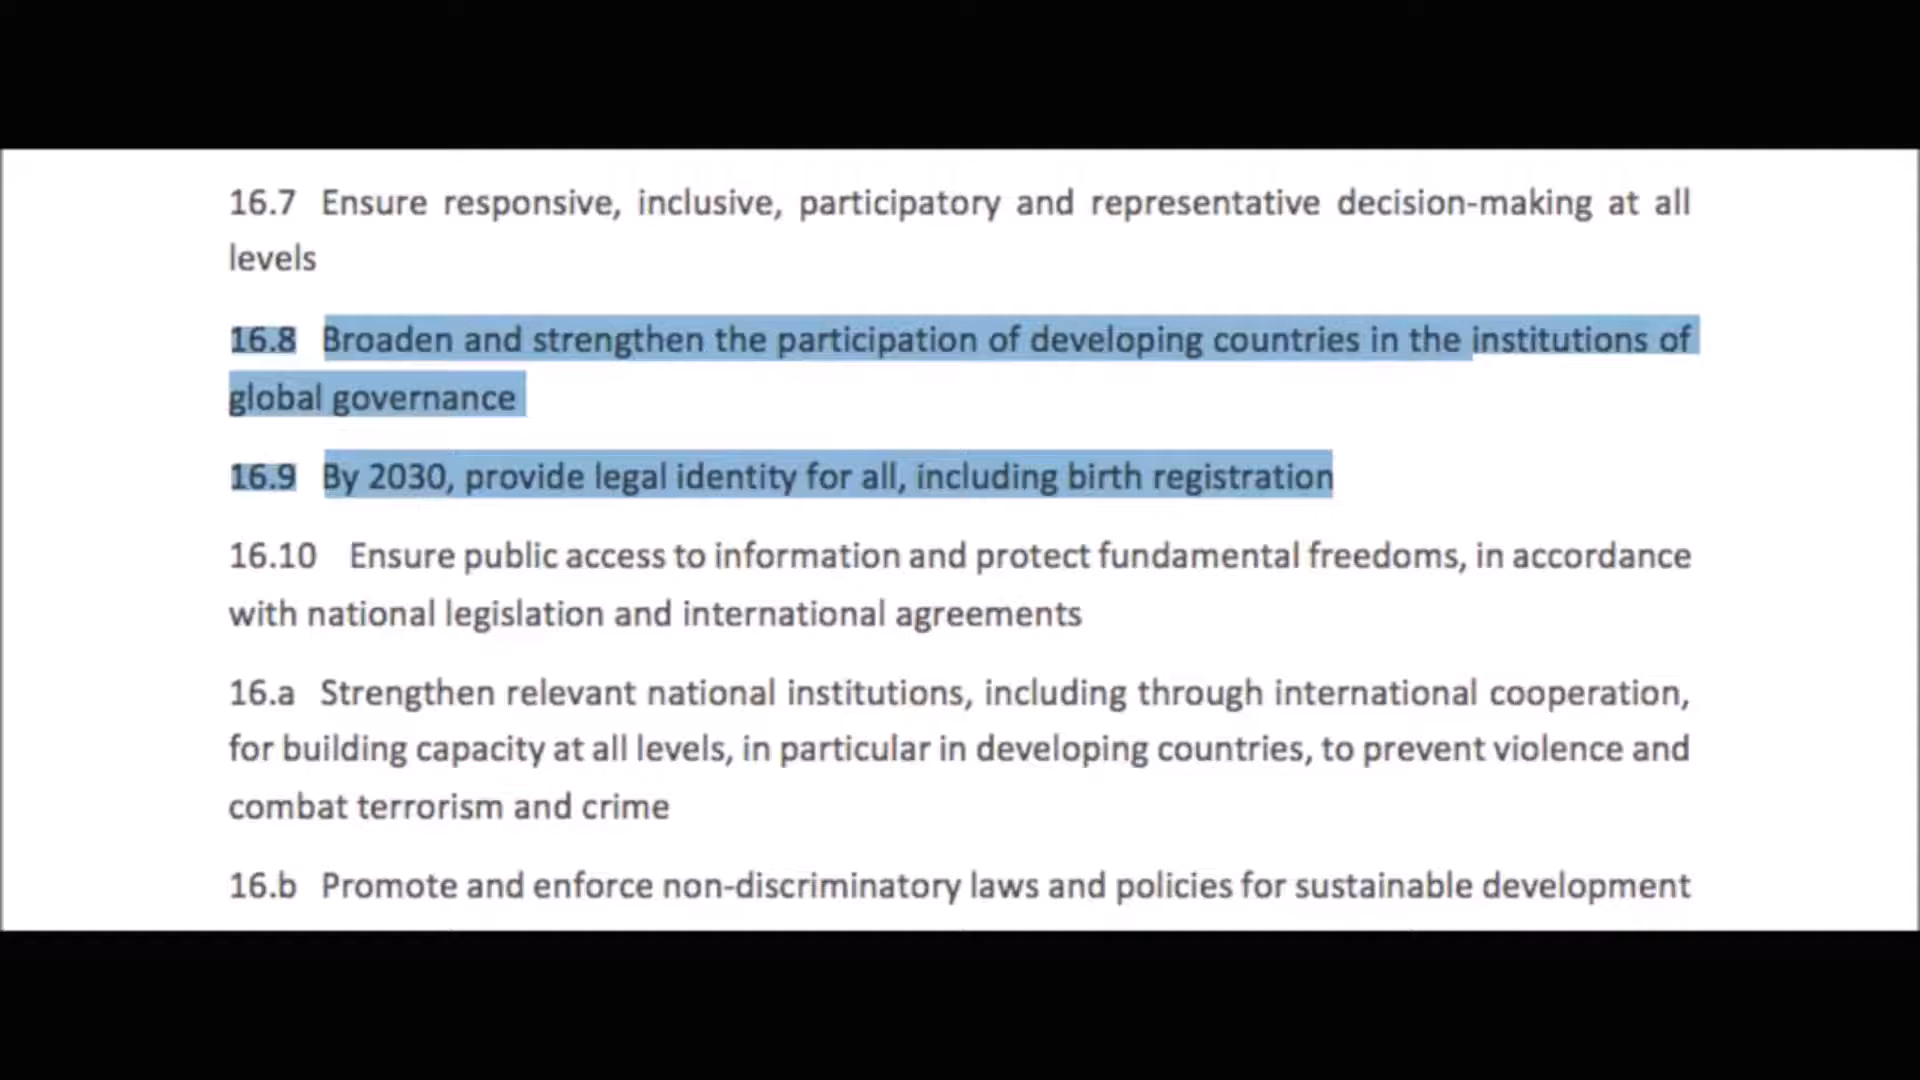 16.7 Ensure responsive, inclusive, participatory and representative decision-making at all
levels
16.8 Broaden and strengthen the participation of developing countries in the institutions of
global governance
16.9 By 2030, provide legal identity for all, including birth registration
16.10 Ensure public access to information and protect fundamental freedoms, in accordance
with national legislation and international agreements
16.a Strengthen relevant national institutions, including through international cooperation,
for building capacity at all levels, in particular in developing countries, to prevent violence and
combat terrorism and crime
16.b Promote and enforce non-discriminatory laws and policies for sustainable development